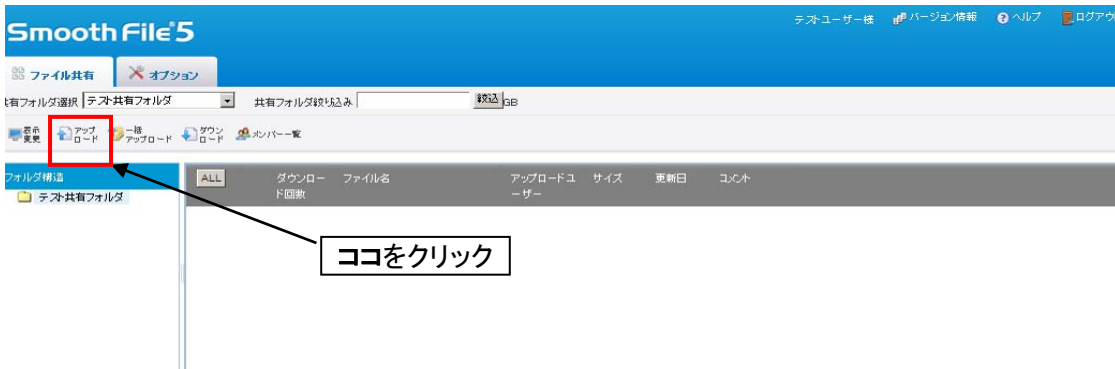 Smooth File 5
テストユーザー様 バージョン情報 ヘルプ ログアウ
ファイル共有 オプション
共有フォルダ選択 テスト共有フォルダ 共有フォルダ絞り込み 絞込 GB
表示変更 アップロード 一括アップロード ダウンロード メンバー一覧
フォルダ構造
テスト共有フォルダ
ALL ダウンロー ファイル名 アップロードユ サイズ 更新日 コメント
ド回数 ーザー
ココをクリック